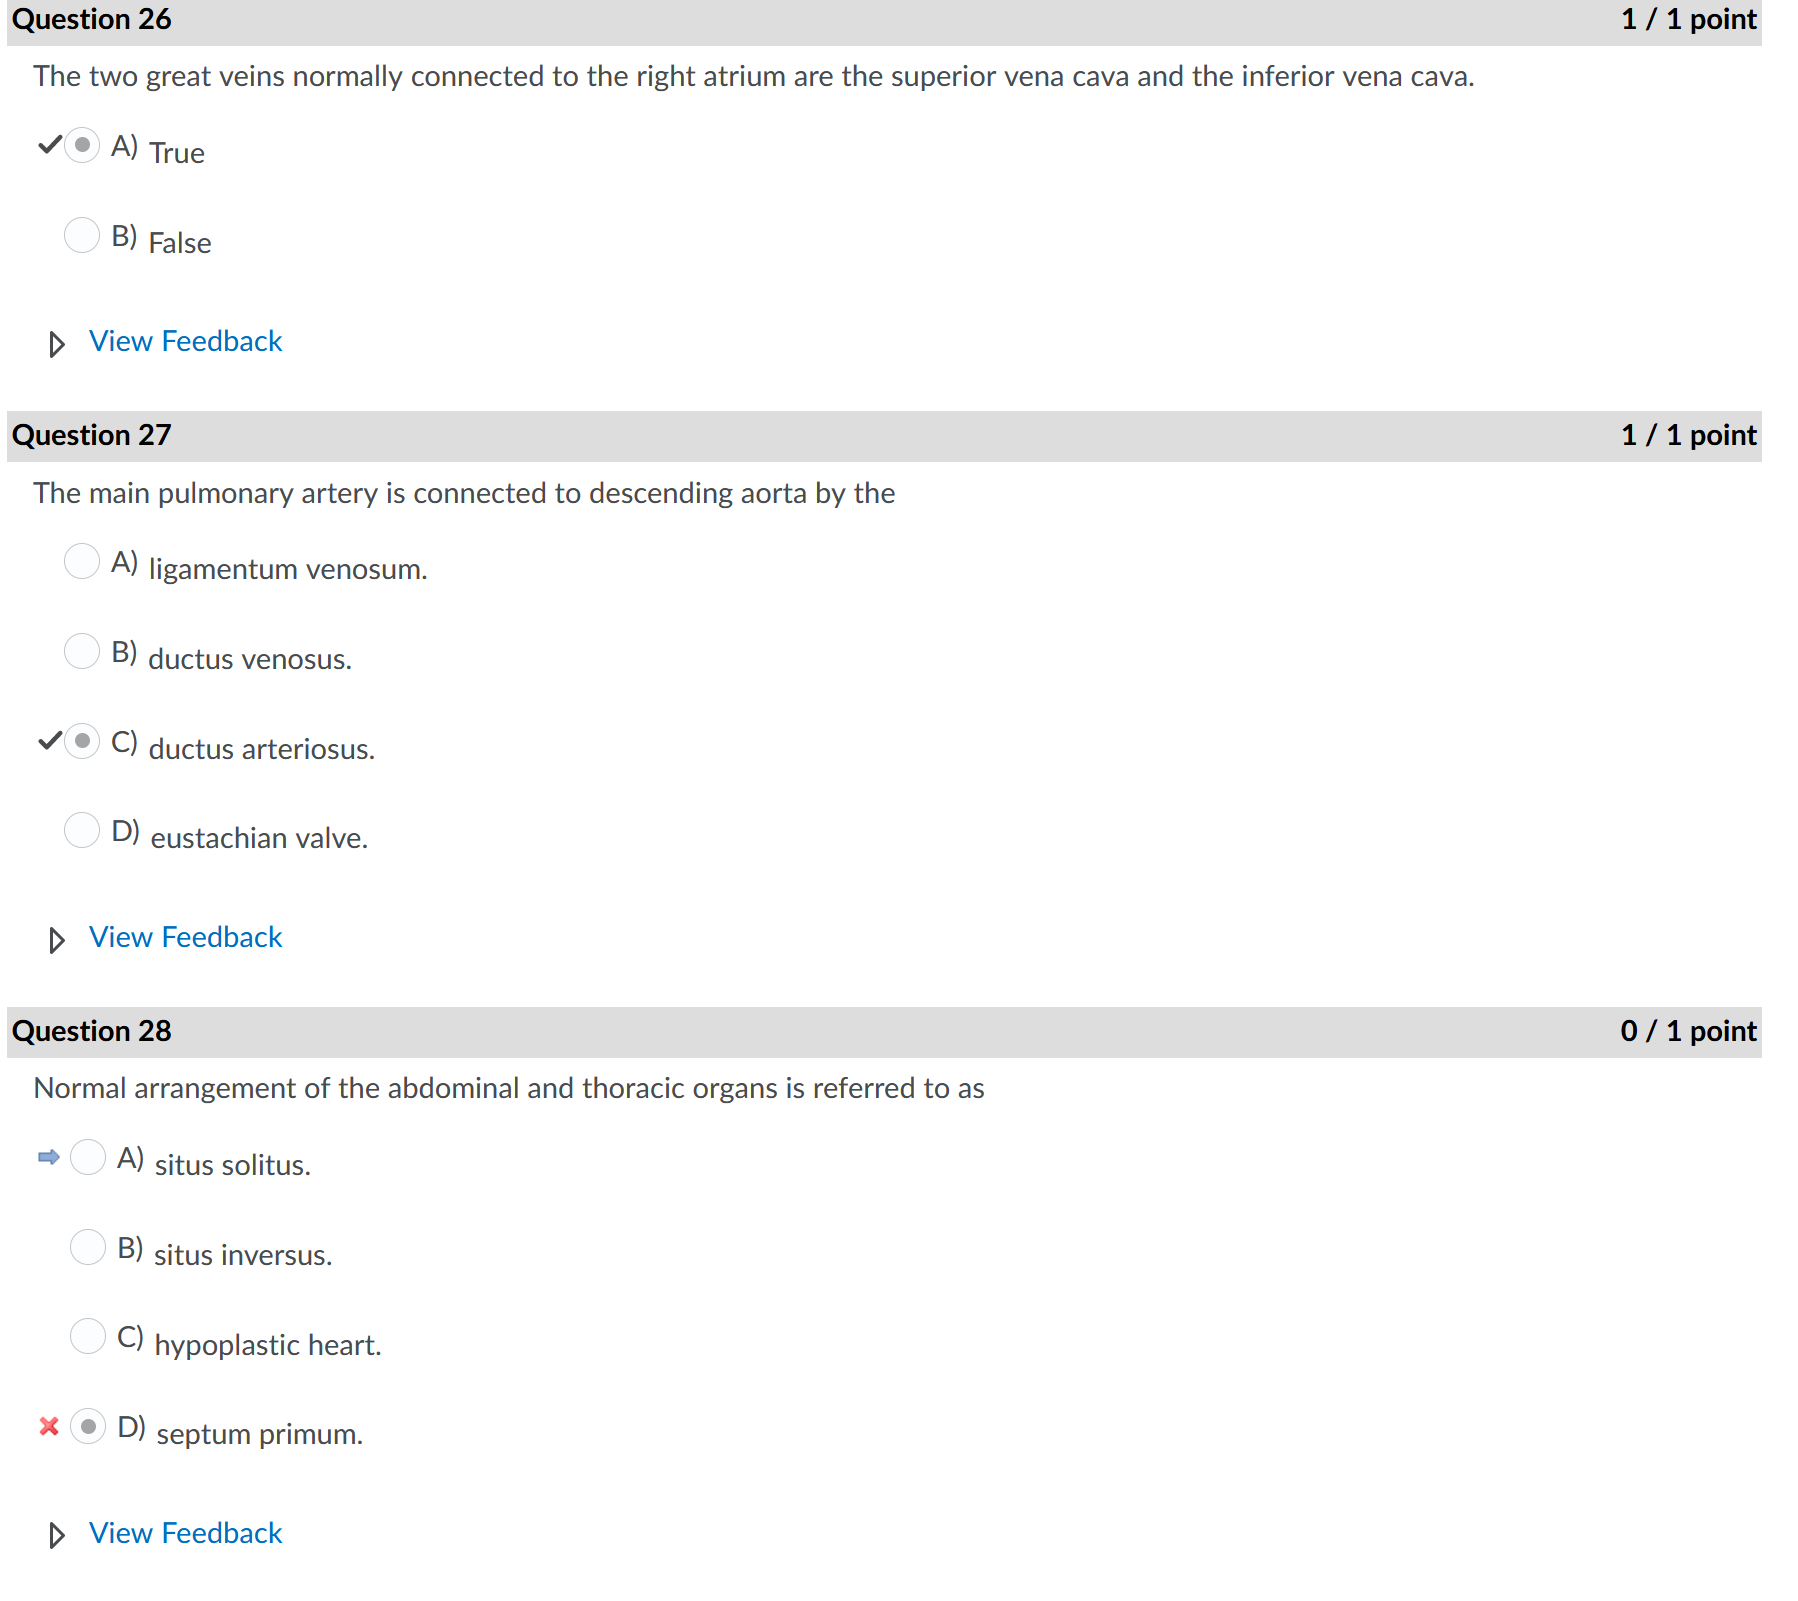 Question 26 1 / 1 point
The two great veins normally connected to the right atrium are the superior vena cava and the inferior vena cava.
A) True
B) False
View Feedback
Question 27 1 / 1 point
The main pulmonary artery is connected to descending aorta by the
A) ligamentum venosum.
B) ductus venosus.
C) ductus arteriosus.
D) eustachian valve.
View Feedback
Question 28 0 / 1 point
Normal arrangement of the abdominal and thoracic organs is referred to as
A) situs solitus.
B) situs inversus.
C) hypoplastic heart.
D) septum primum.
View Feedback